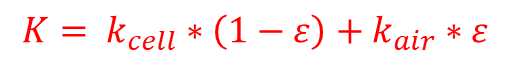 K = k_cell * (1 − ε) + k_air * ε